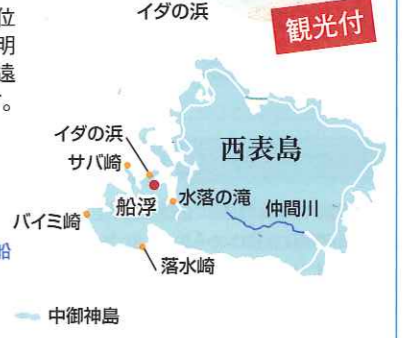 位
明
遠
。
イダの浜
観光付
イダの浜
サバ崎
西表島
船浮
水落の滝
仲間川
バイミ崎
船
落水崎
中御神島